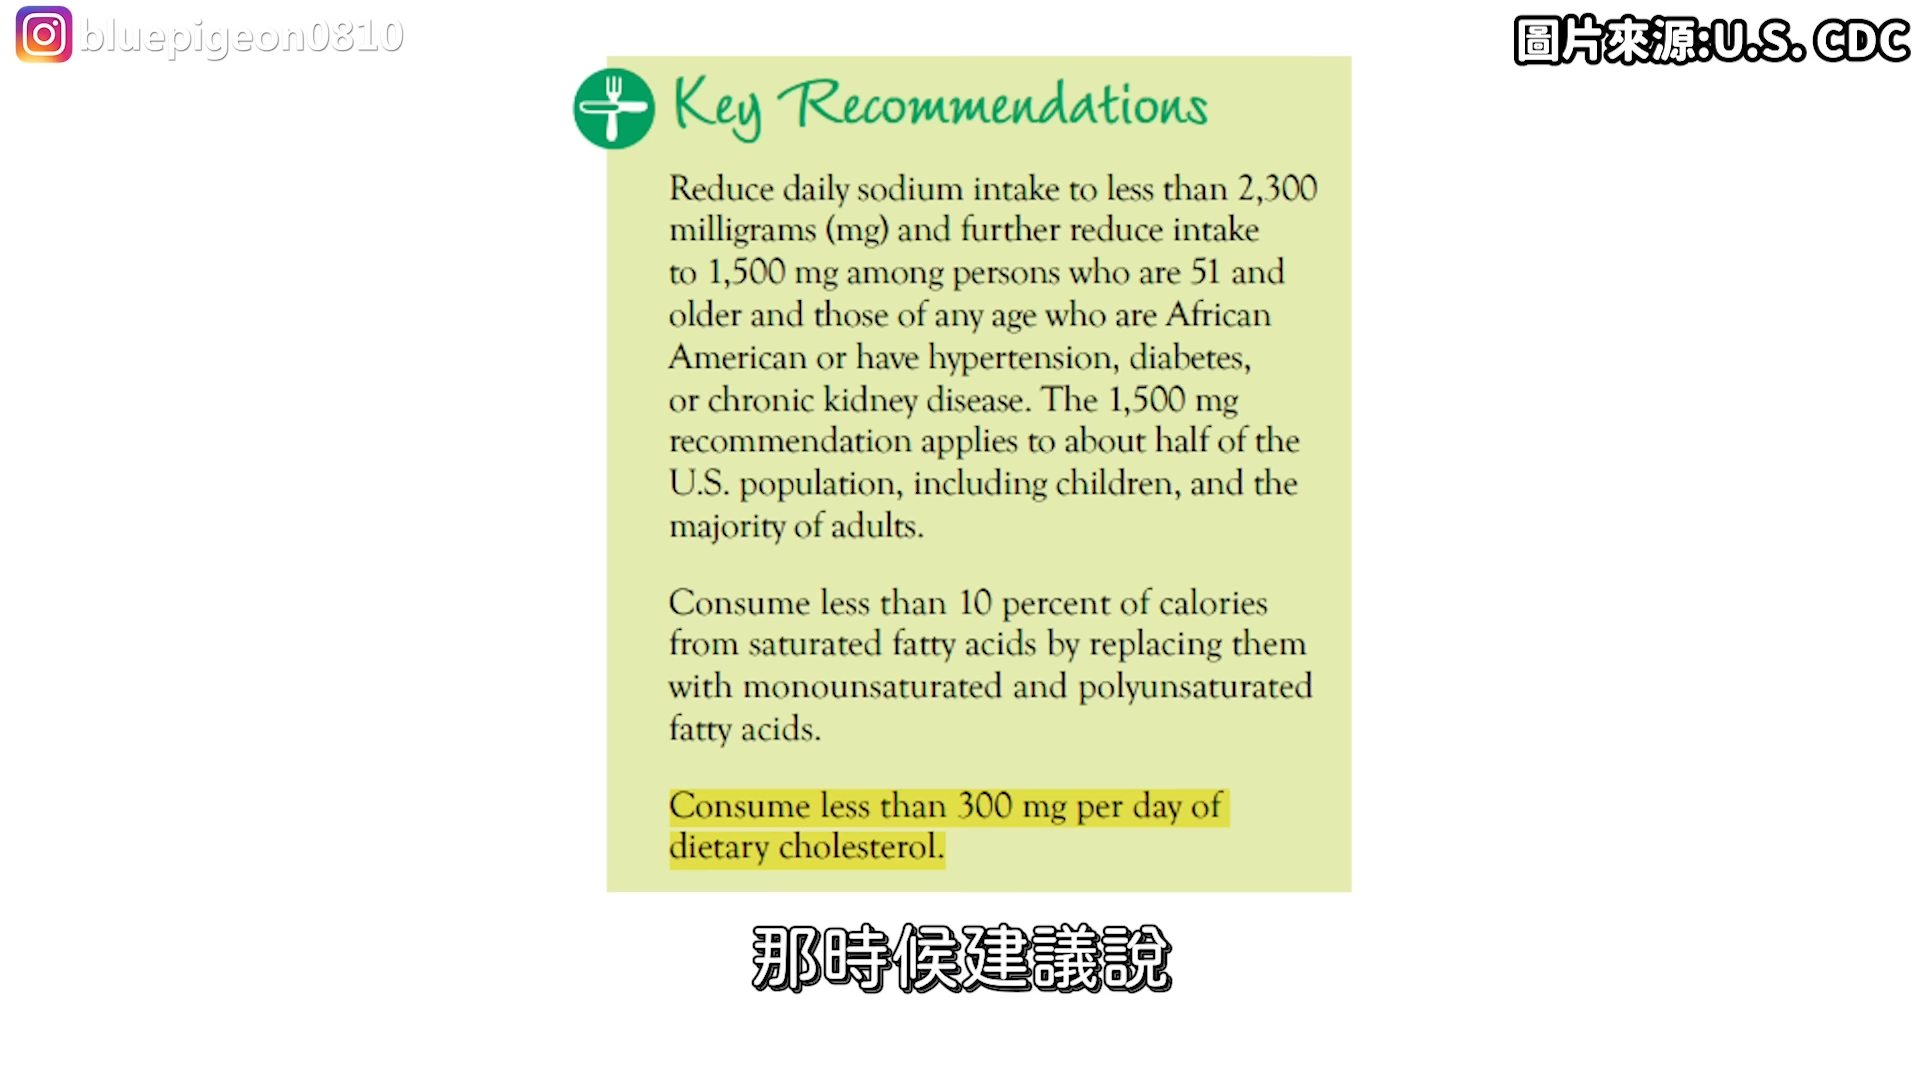 bluepigeon0810
圖片來源:U.S. CDC
Key Recommendations
Reduce daily sodium intake to less than 2,300
milligrams (mg) and further reduce intake
to 1,500 mg among persons who are 51 and
older and those of any age who are African
American or have hypertension, diabetes,
or chronic kidney disease. The 1,500 mg
recommendation applies to about half of the
U.S. population, including children, and the
majority of adults.
Consume less than 10 percent of calories
from saturated fatty acids by replacing them
with monounsaturated and polyunsaturated
fatty acids.
Consume less than 300 mg per day of
dietary cholesterol.
那時候建議說